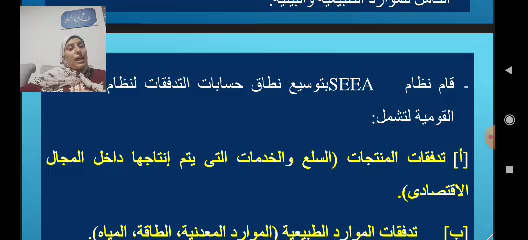 الشامل للموارد الطبيعية والبيئية.
- قام نظام SEEA بتوسيع نطاق حسابات التدفقات لنظام
القومية لتشمل:
[أ] تدفقات المنتجات (السلع والخدمات التى يتم إنتاجها داخل المجال
الاقتصادى).
[ب] تدفقات الموارد الطبيعية (الموارد المعدنية، الطاقة، المياه).